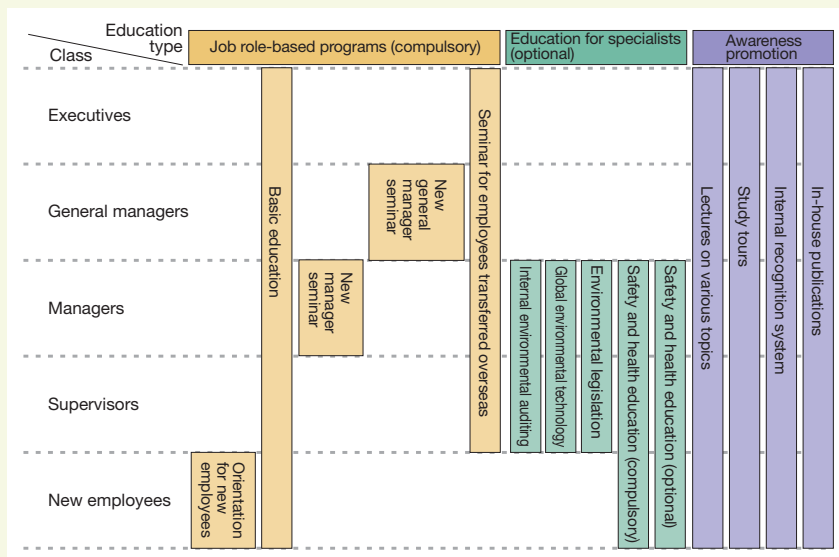 Education
type
Class
Job role-based programs (compulsory)
Education for specialists
(optional)
Awareness
promotion
Executives
General managers
Managers
Supervisors
New employees
Orientation
for new
employees
Basic education
New
manager
seminar
New
general
manager
seminar
Seminar for employees transferred overseas
Internal environmental auditing
Global environmental technology
Environmental legislation
Safety and health education (compulsory)
Safety and health education (optional)
Lectures on various topics
Study tours
Internal recognition system
In-house publications